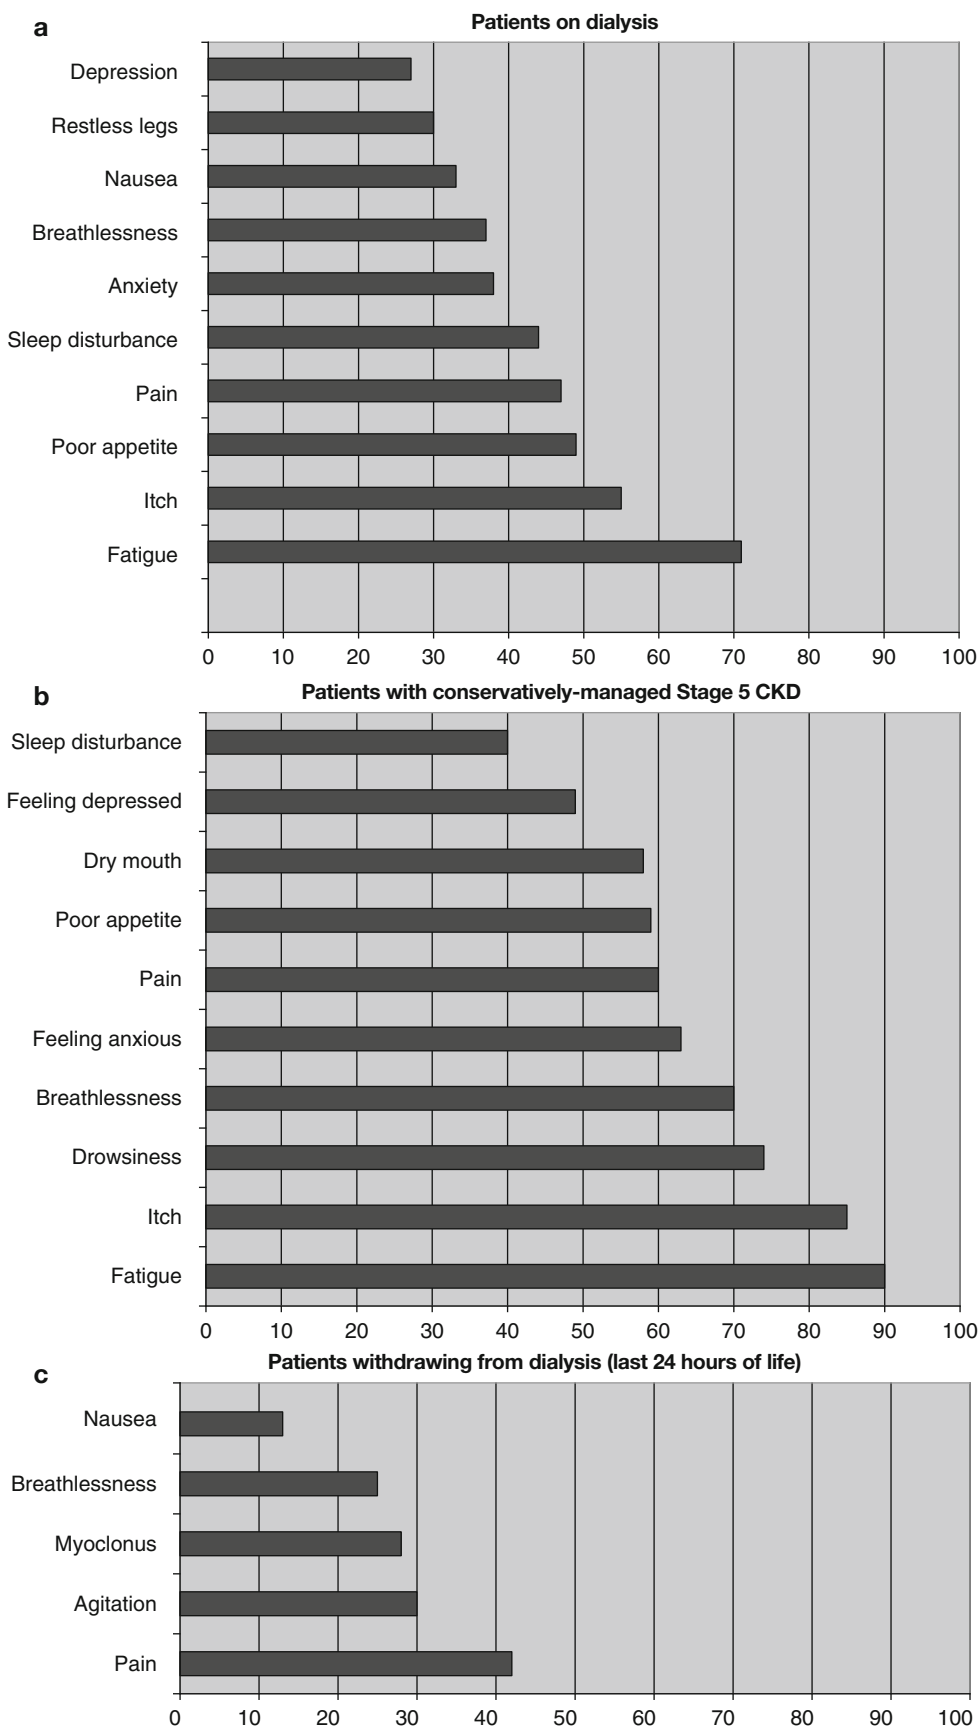 a
Patients on dialysis
Depression
Restless legs
Nausea
Breathlessness
Anxiety
Sleep disturbance
Pain
Poor appetite
Itch
Fatigue
0 10 20 30 40 50 60 70 80 90 100
b
Patients with conservatively-managed Stage 5 CKD
Sleep disturbance
Feeling depressed
Dry mouth
Poor appetite
Pain
Feeling anxious
Breathlessness
Drowsiness
Itch
Fatigue
0 10 20 30 40 50 60 70 80 90 100
c
Patients withdrawing from dialysis (last 24 hours of life)
Nausea
Breathlessness
Myoclonus
Agitation
Pain
0 10 20 30 40 50 60 70 80 90 100